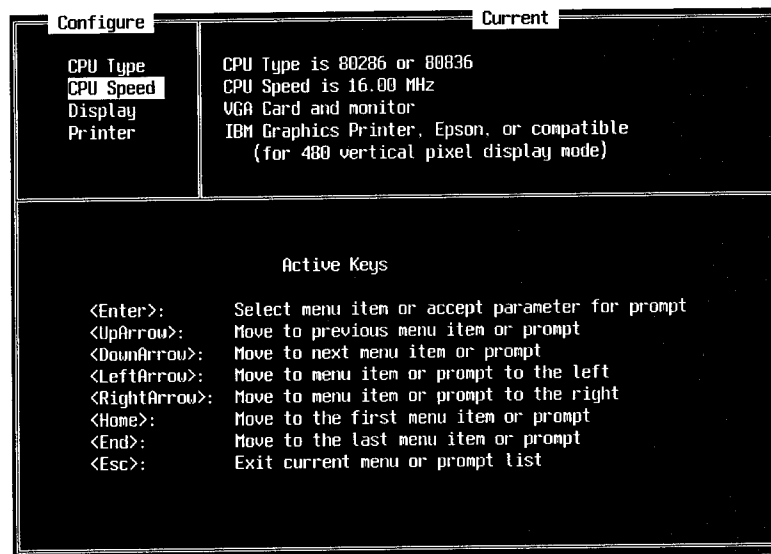 Configure
Current
CPU Type
CPU Speed
Display
Printer
CPU Type is 80286 or 80836
CPU Speed is 16.00 MHz
VGA Card and monitor
IBM Graphics Printer, Epson, or compatible
(for 480 vertical pixel display mode)
Active Keys
<Enter>: Select menu item or accept parameter for prompt
<UpArrow>: Move to previous menu item or prompt
<DownArrow>: Move to next menu item or prompt
<LeftArrow>: Move to menu item or prompt to the left
<RightArrow>: Move to menu item or prompt to the right
<Home>: Move to the first menu item or prompt
<End>: Move to the last menu item or prompt
<Esc>: Exit current menu or prompt list